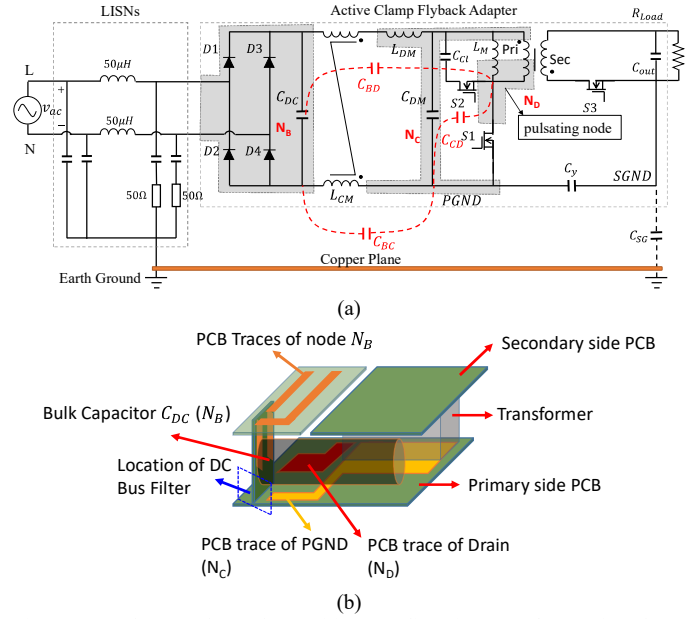 LISNs
Active Clamp Flyback Adapter
L
N
v_ac
+
−
50μH
50μH
50Ω
50Ω
D1
D3
D2
D4
C_DC
N_B
C_BD
L_DM
C_DM
N_C
C_Cl
L_M
Pri
Sec
S2
N_D
pulsating node
C_CD
S1
S3
R_Load
C_out
L_CM
PGND
C_y
SGND
C_BC
C_SG
Earth Ground
Copper Plane
(a)
PCB Traces of node N_B
Secondary side PCB
Bulk Capacitor C_DC (N_B)
Transformer
Location of DC
Bus Filter
Primary side PCB
PCB trace of PGND
(N_C)
PCB trace of Drain
(N_D)
(b)